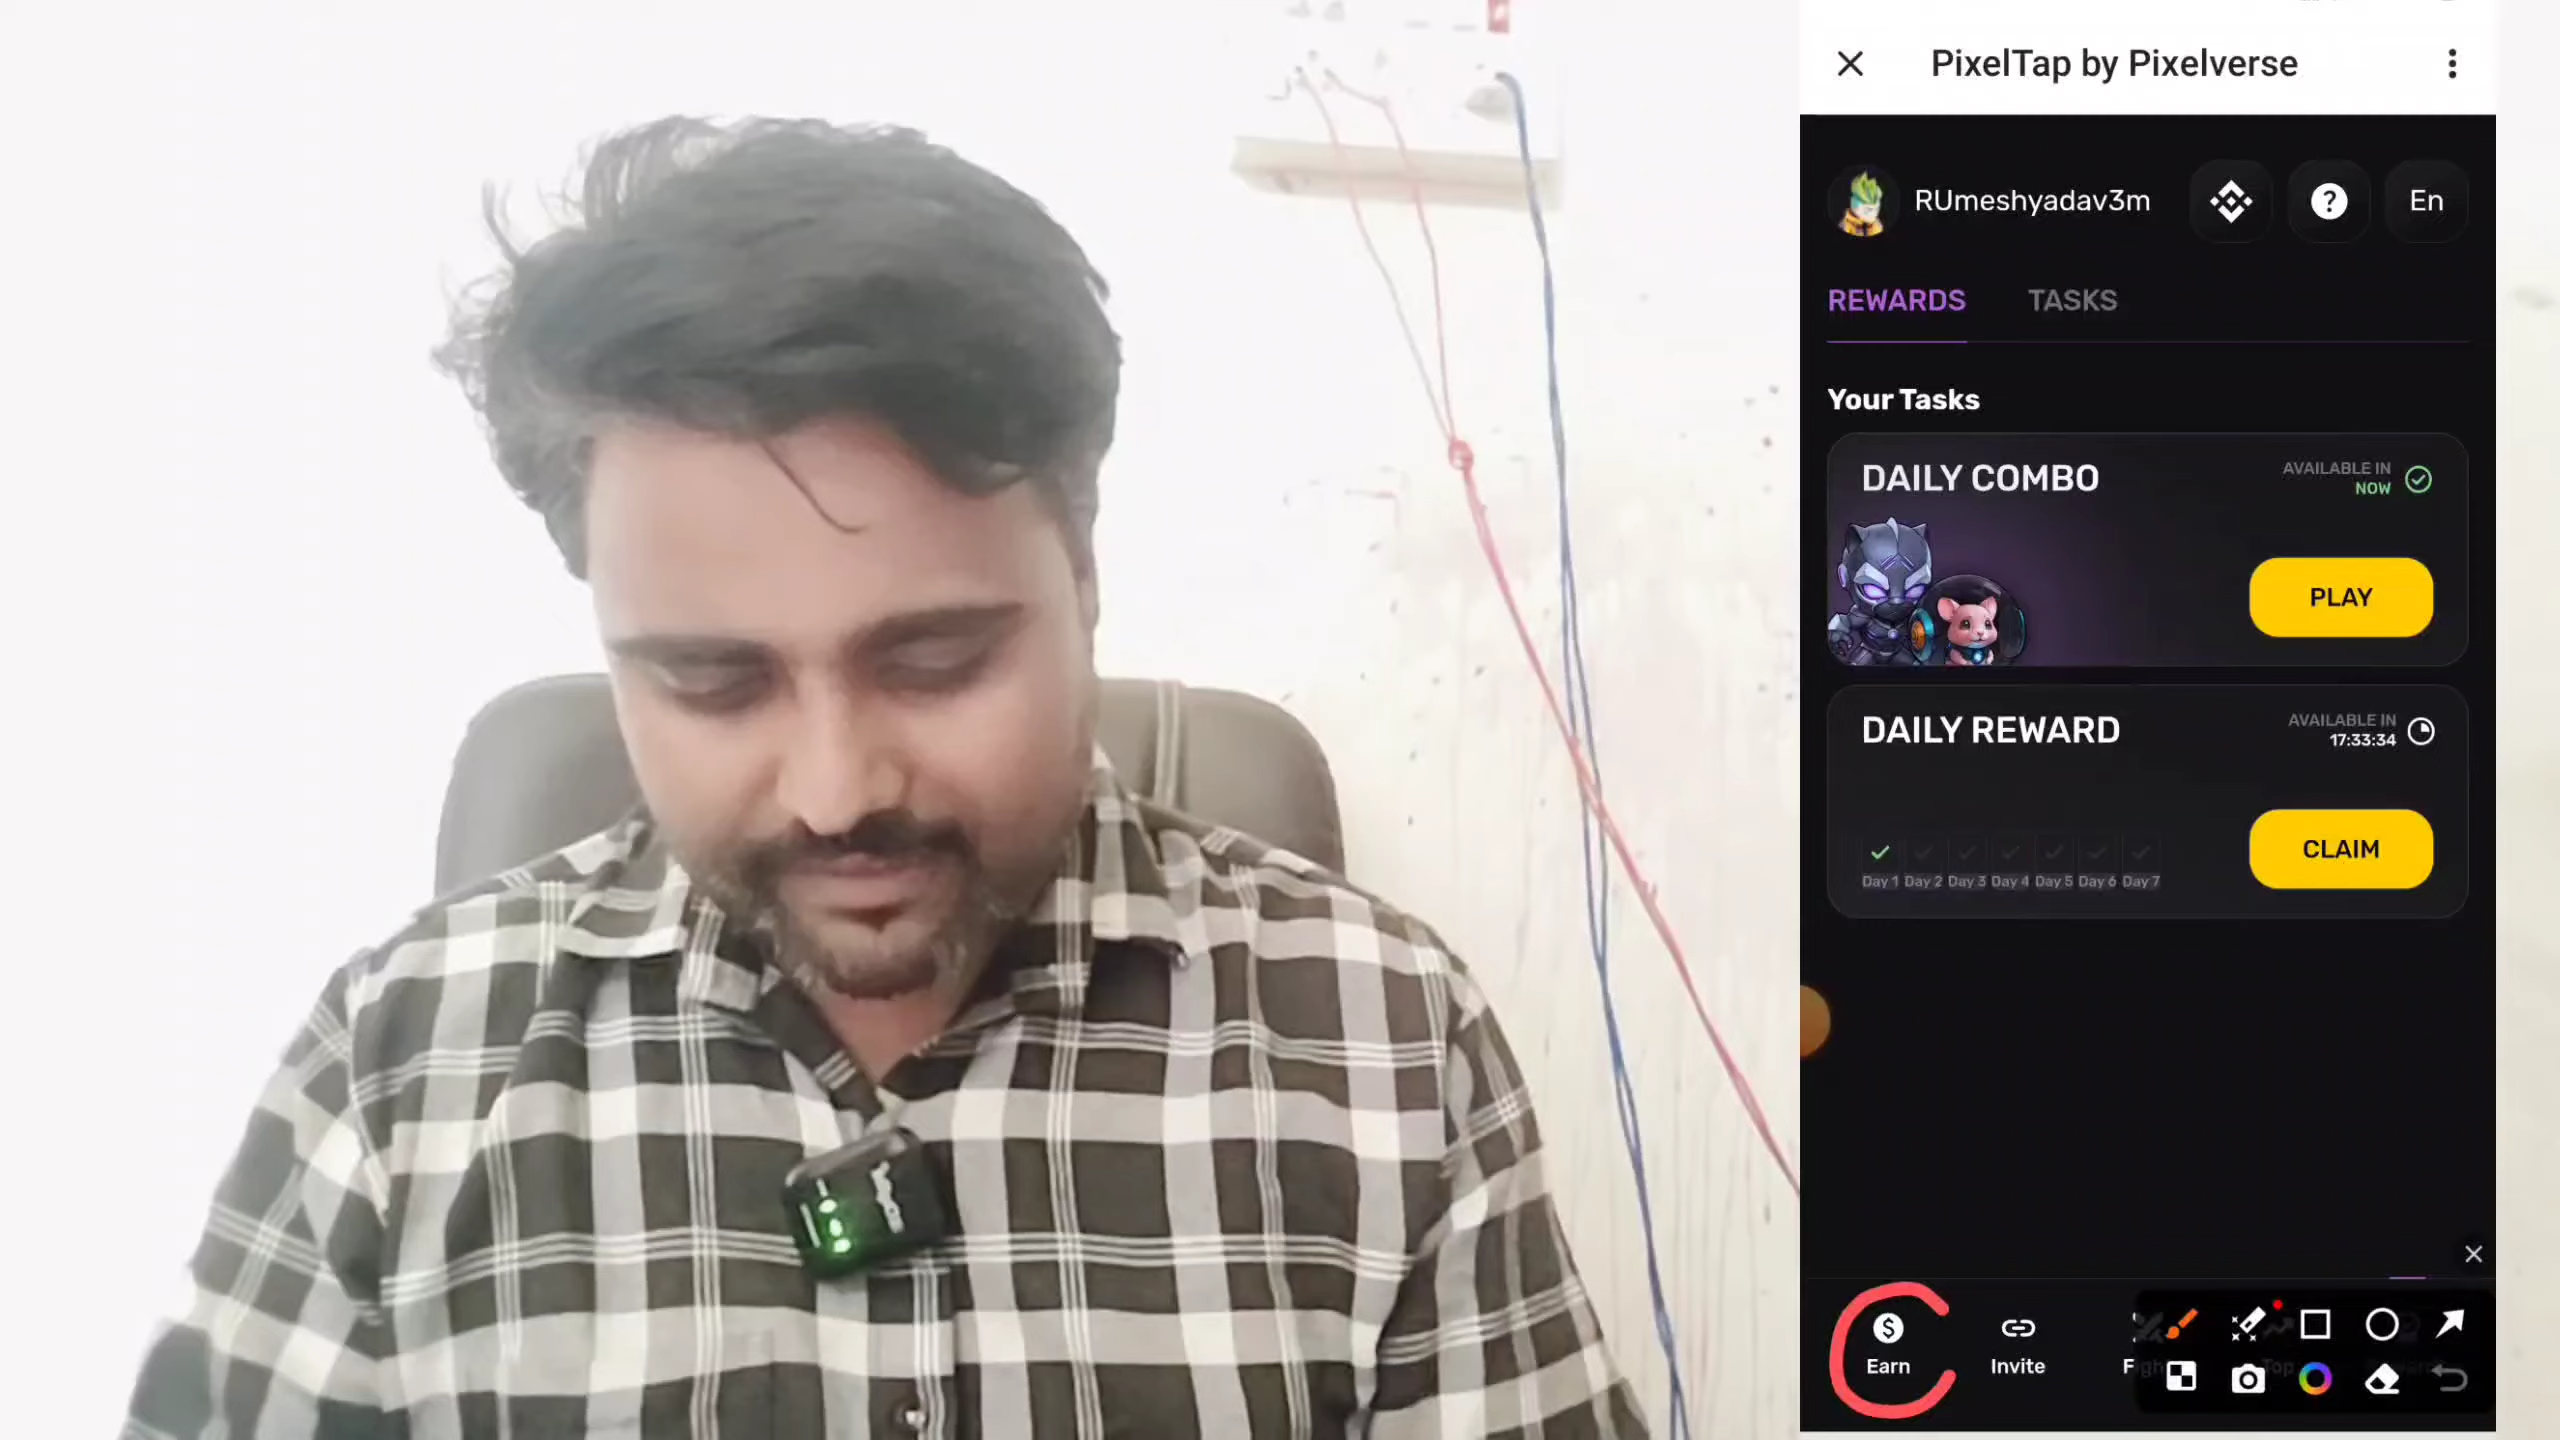 PixelTap by Pixelverse
RUmeshyadav3m
En
REWARDS TASKS
Your Tasks
DAILY COMBO
AVAILABLE IN
NOW
PLAY
DAILY REWARD
AVAILABLE IN
17:33:34
Day 1 Day 2 Day 3 Day 4 Day 5 Day 6 Day 7
CLAIM
Earn Invite Top